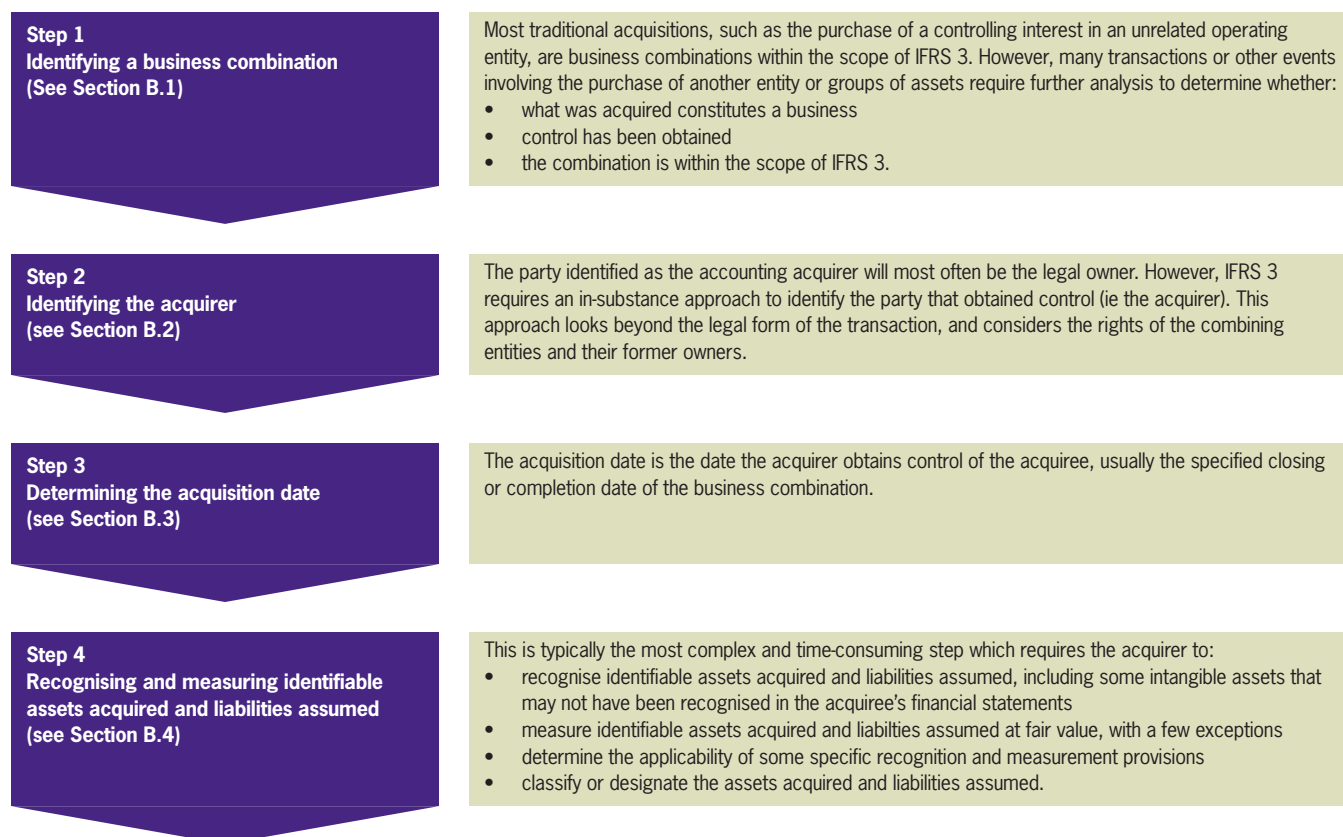 Step 1
Identifying a business combination
(See Section B.1)
Most traditional acquisitions, such as the purchase of a controlling interest in an unrelated operating
entity, are business combinations within the scope of IFRS 3. However, many transactions or other events
involving the purchase of another entity or groups of assets require further analysis to determine whether:
• what was acquired constitutes a business
• control has been obtained
• the combination is within the scope of IFRS 3.
Step 2
Identifying the acquirer
(see Section B.2)
The party identified as the accounting acquirer will most often be the legal owner. However, IFRS 3
requires an in-substance approach to identify the party that obtained control (ie the acquirer). This
approach looks beyond the legal form of the transaction, and considers the rights of the combining
entities and their former owners.
Step 3
Determining the acquisition date
(see Section B.3)
The acquisition date is the date the acquirer obtains control of the acquiree, usually the specified closing
or completion date of the business combination.
Step 4
Recognising and measuring identifiable
assets acquired and liabilities assumed
(see Section B.4)
This is typically the most complex and time-consuming step which requires the acquirer to:
• recognise identifiable assets acquired and liabilities assumed, including some intangible assets that
may not have been recognised in the acquiree's financial statements
• measure identifiable assets acquired and liabilties assumed at fair value, with a few exceptions
• determine the applicability of some specific recognition and measurement provisions
• classify or designate the assets acquired and liabilities assumed.